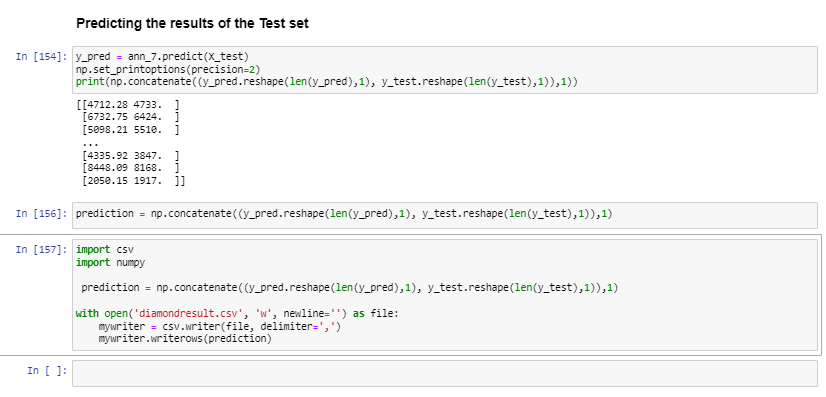 Predicting the results of the Test set
In [154]: y_pred = ann_7.predict(X_test)
np.set_printoptions(precision=2)
print(np.concatenate((y_pred.reshape(len(y_pred),1), y_test.reshape(len(y_test),1)),1))
[[4712.28 4733.  ]
 [6732.75 6424.  ]
 [5098.21 5510.  ]
 ...
 [4335.92 3847.  ]
 [8448.09 8168.  ]
 [2050.15 1917.  ]]
In [156]: prediction = np.concatenate((y_pred.reshape(len(y_pred),1), y_test.reshape(len(y_test),1)),1)
In [157]: import csv
import numpy
 prediction = np.concatenate((y_pred.reshape(len(y_pred),1), y_test.reshape(len(y_test),1)),1)
with open('diamondresult.csv', 'w', newline='') as file:
    mywriter = csv.writer(file, delimiter=',')
    mywriter.writerows(prediction)
In [ ]: